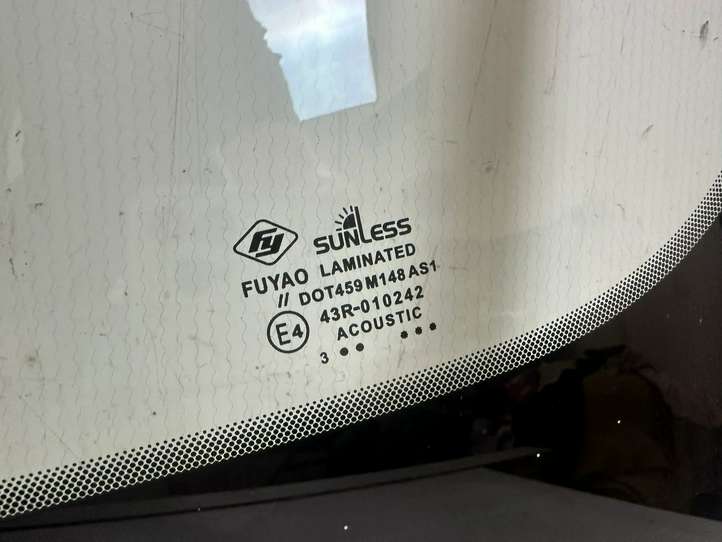 fy SUNLESS
FUYAO LAMINATED
// DOT459 M148 AS1
E4 43R-010242
ACOUSTIC
3 •• •••